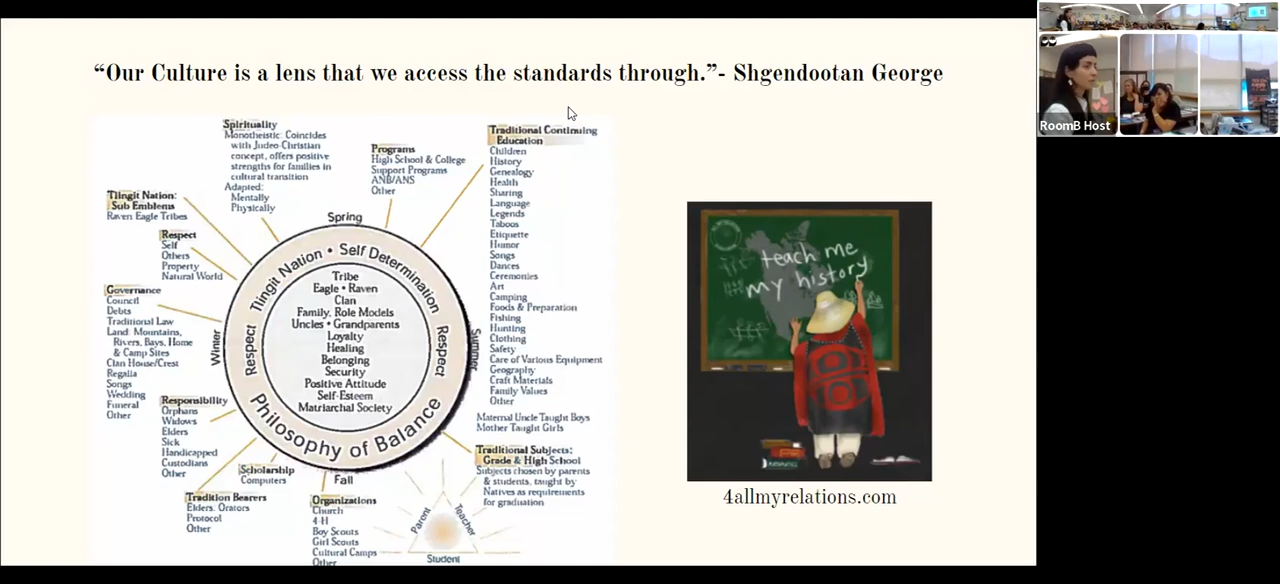 “Our Culture is a lens that we access the standards through.”- Shgendootan George
Spirituality
Monotheistic: Coincides
with Judeo-Christian
concept, offers positive
strengths for families in
cultural transition
Adapted:
Mentally
Physically
Programs
High School & College
Support Programs
ANB/ANS
Other
Traditional Continuing
Education
Children
History
Genealogy
Health
Sharing
Language
Legends
Taboos
Etiquette
Humor
Songs
Dances
Ceremonies
Art
Camping
Foods & Preparation
Fishing
Hunting
Clothing
Safety
Care of Various Equipment
Geography
Craft Materials
Family Values
Other
Maternal Uncle Taught Boys
Mother Taught Girls
Tlingit Nation:
Sub Emblems
Raven Eagle Tribes
Respect
Self
Others
Property
Natural World
Governance
Council
Debts
Traditional Law
Land: Mountains,
Rivers, Bays, Home
& Camp Sites
Clan House/Crest
Regalia
Songs
Wedding
Funeral
Other
Responsibility
Orphans
Widows
Elders
Sick
Handicapped
Custodians
Other
Scholarship
Computers
Tradition Bearers
Elders, Orators
Protocol
Other
Organizations
Church
4-H
Boy Scouts
Girl Scouts
Cultural Camps
Other
Traditional Subjects:
Grade & High School
Subjects chosen by parents
& students, taught by
Natives as requirements
for graduation
Spring
Summer
Fall
Winter
Tlingit Nation • Self Determination
Respect
Respect
Philosophy of Balance
Tribe
Eagle • Raven
Clan
Family, Role Models
Uncles • Grandparents
Loyalty
Healing
Belonging
Security
Positive Attitude
Self-Esteem
Matriarchal Society
Parent
Teacher
Student
teach me
my history
4allmyrelations.com
RoomB Host